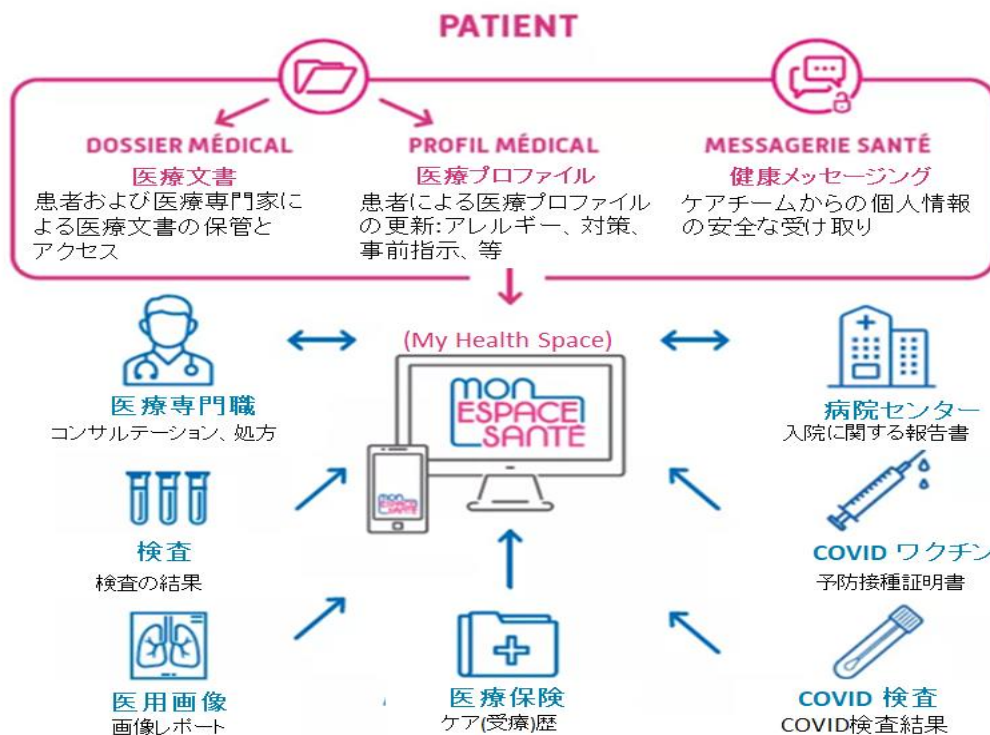 PATIENT
DOSSIER MÉDICAL
医療文書
患者および医療専門家に
よる医療文書の保管と
アクセス
PROFIL MÉDICAL
医療プロファイル
患者による医療プロファイル
の更新:アレルギー、対策、
事前指示、等
MESSAGERIE SANTÉ
健康メッセージング
ケアチームからの個人情報
の安全な受け取り
(My Health Space)
mon
ESPACE
SANTÉ
mon
ESPACE
SANTÉ
医療専門職
コンサルテーション、処方
病院センター
入院に関する報告書
検査
検査の結果
COVID ワクチン
予防接種証明書
医用画像
画像レポート
医療保険
ケア(受療)歴
COVID 検査
COVID検査結果